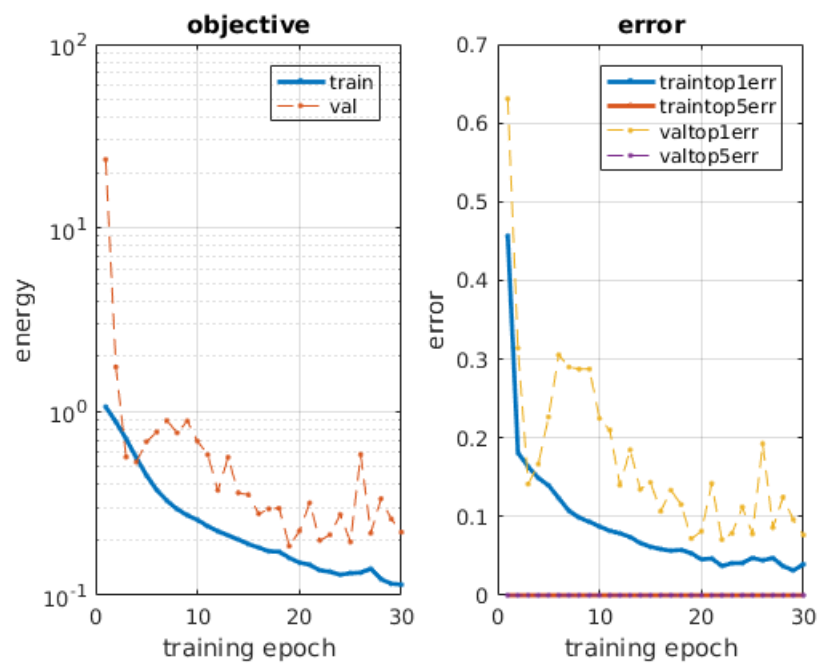 objective
10^2
10^1
10^0
10^-1
energy
train
val
0
10
20
30
training epoch
error
0.7
0.6
0.5
0.4
0.3
0.2
0.1
0
error
traintop1err
traintop5err
valtop1err
valtop5err
0
10
20
30
training epoch